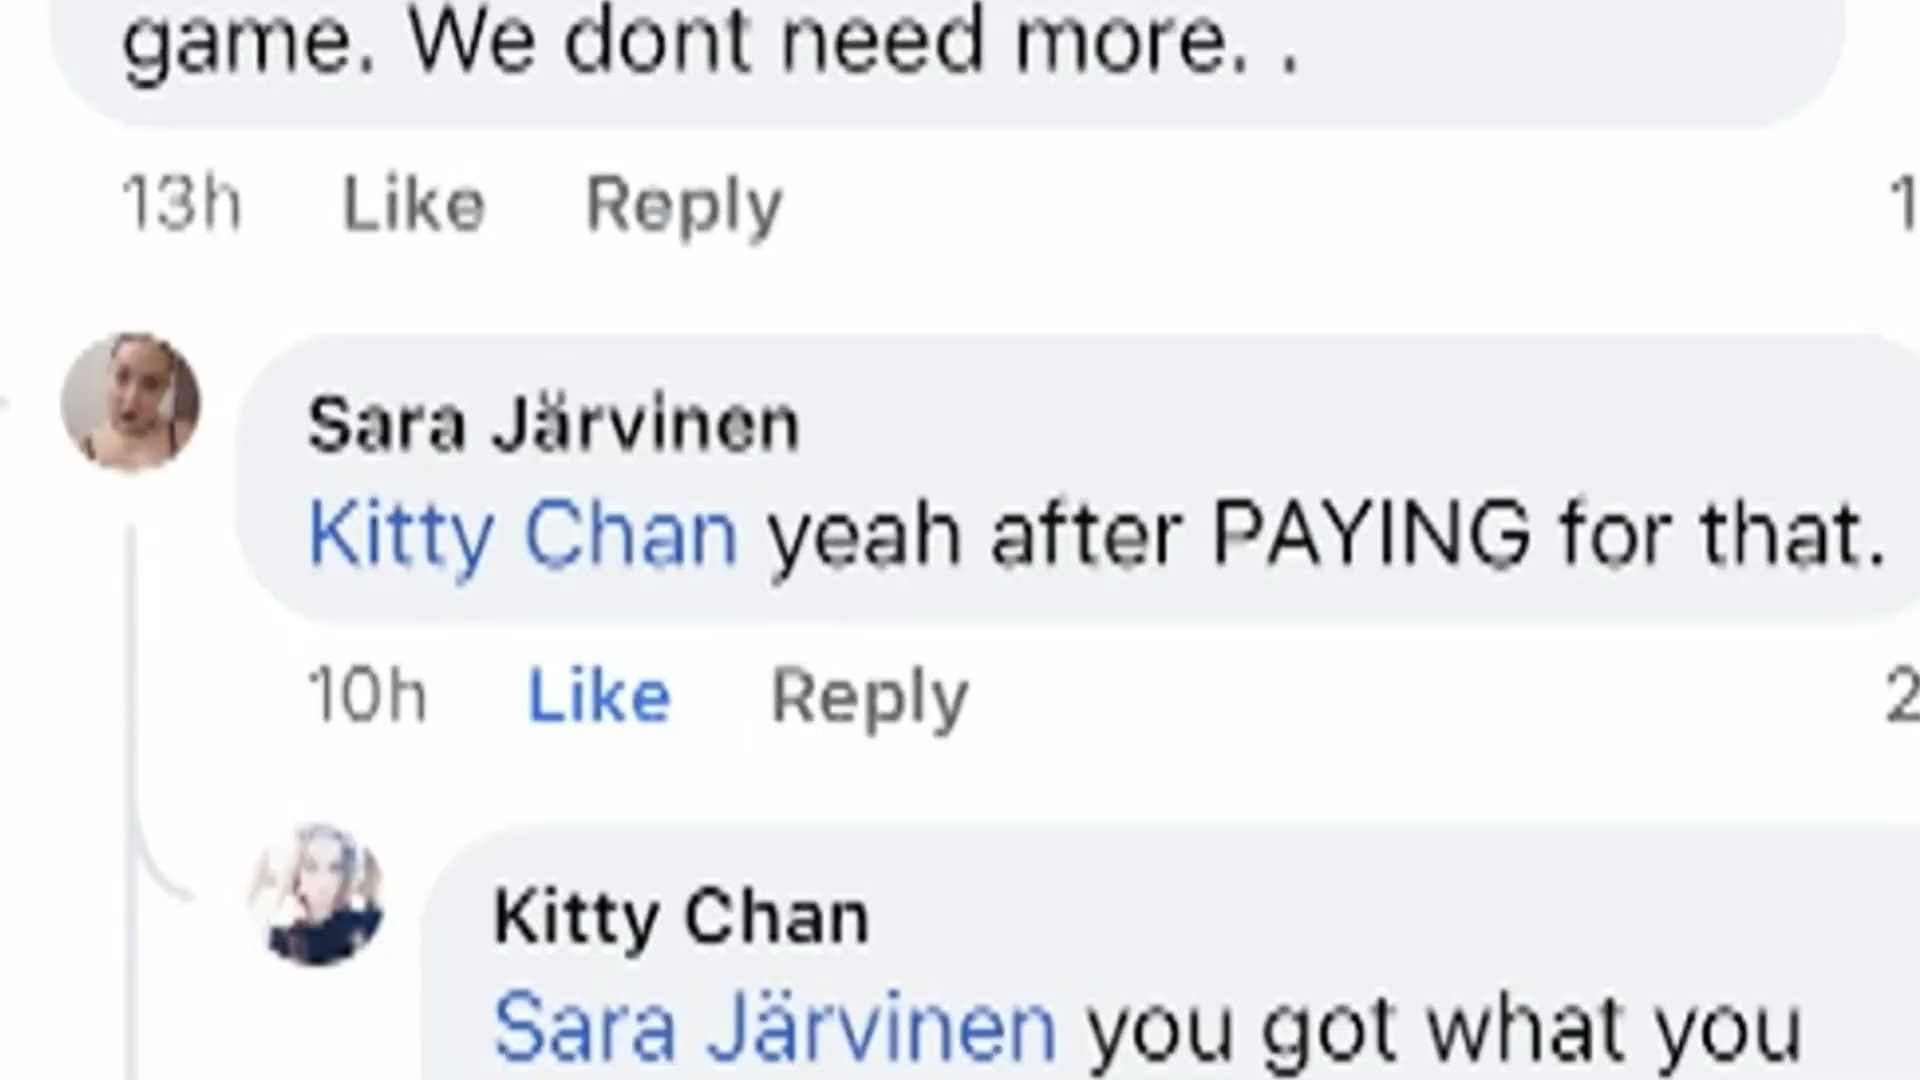 game. We dont need more. .
13h Like Reply 1
Sara Järvinen
Kitty Chan yeah after PAYING for that.
10h Like Reply 2
Kitty Chan
Sara Järvinen you got what you